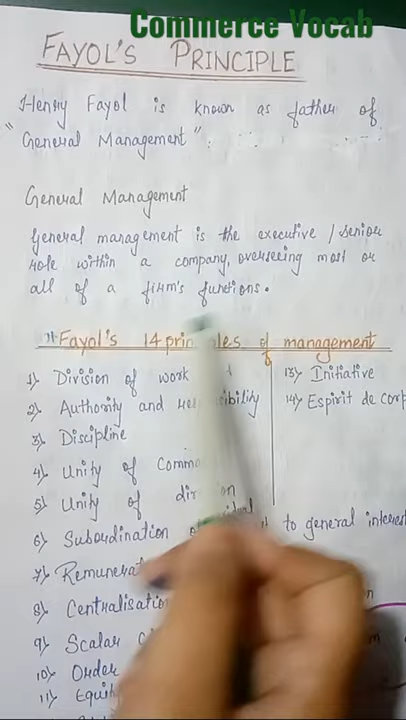 Commerce Vocab
FAYOL'S PRINCIPLE
Henry Fayol is known as father of
"General Management".
General Management
General management is the executive / senior
role within a company, overseeing most or
all of a firm's functions.
Fayol's 14 principles of management
1) Division of work
2) Authority and
3) Discipline
4) Unity of
5) Unity of
6) Subordination to general interest
7)
8) Centralisation
9) Scalar
10) Order
11)
13) Initiative
14) Espirit de corp